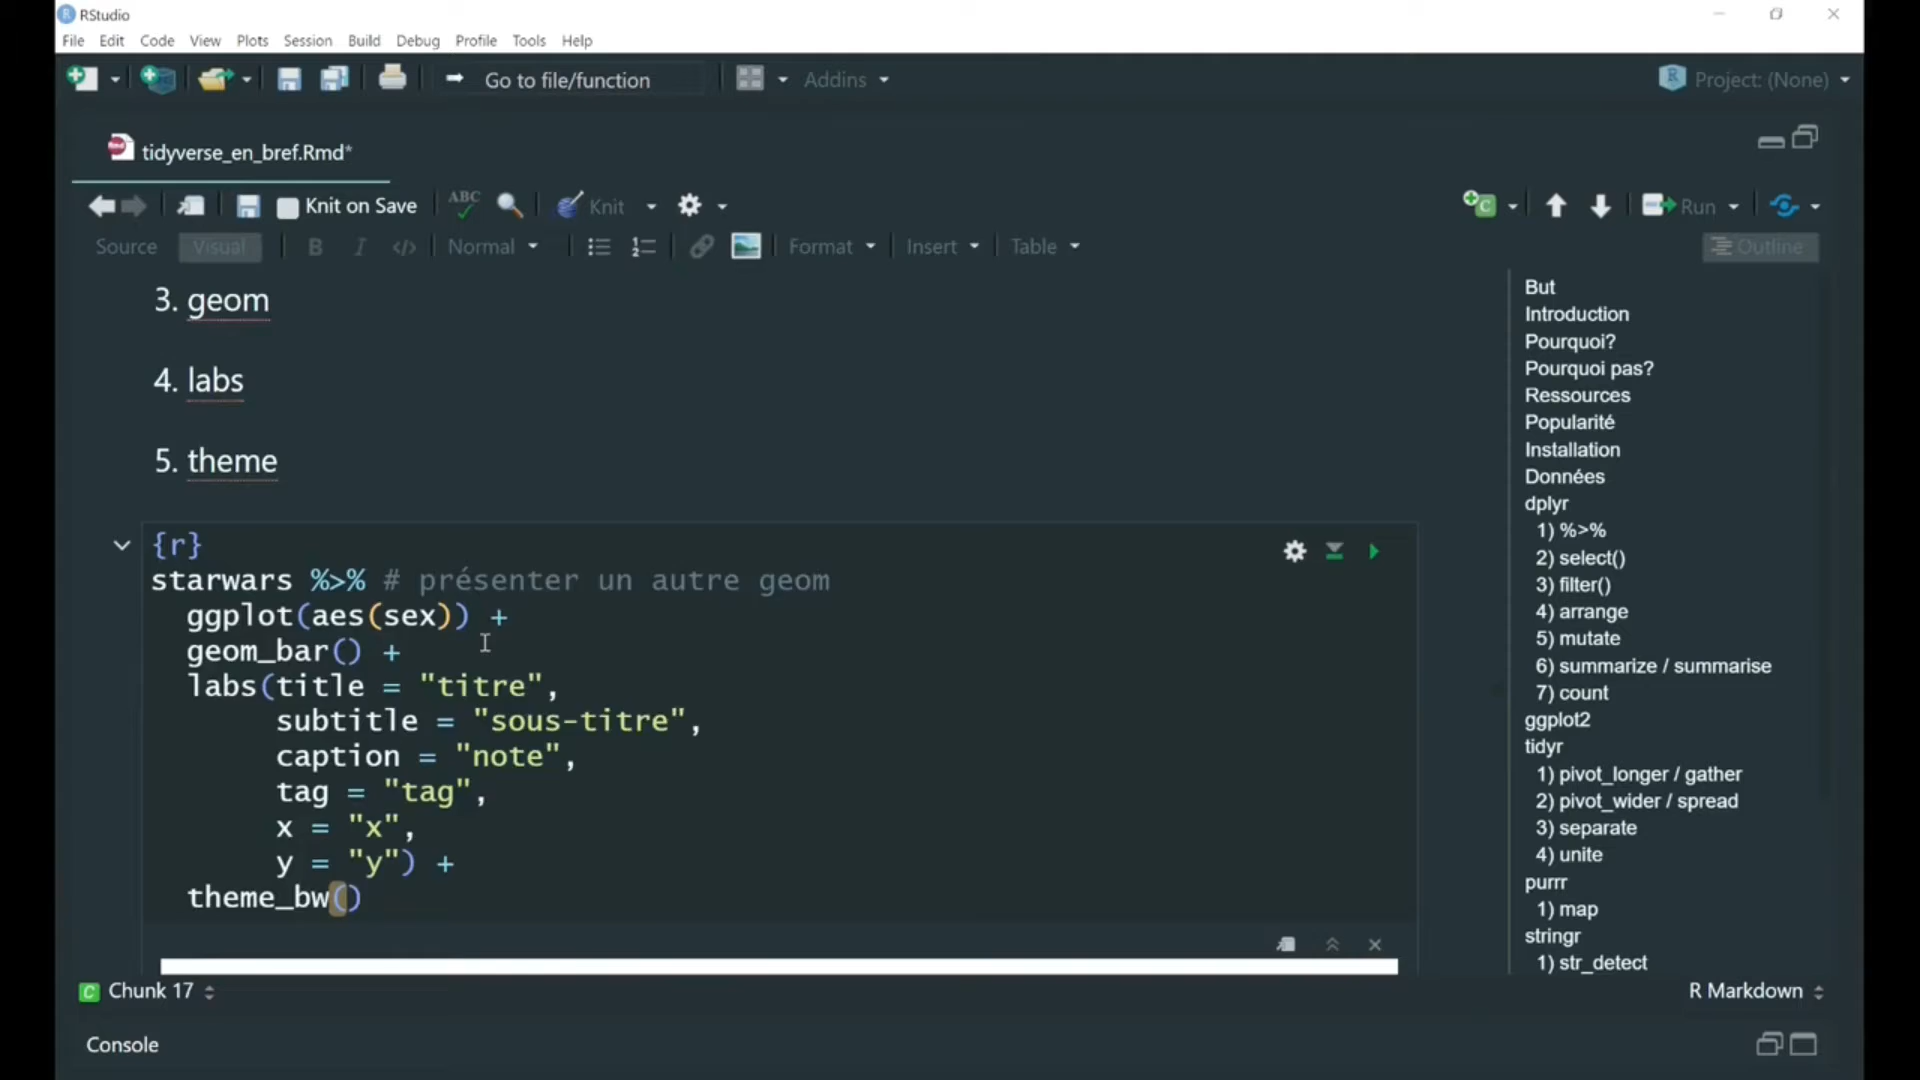 RStudio
File Edit Code View Plots Session Build Debug Profile Tools Help
Go to file/function Addins Project: (None)
tidyverse_en_bref.Rmd*
Knit on Save ABC Knit Run
Source Visual B I </> Normal Format Insert Table Outline
3. geom
4. labs
5. theme
{r}
starwars %>% # présenter un autre geom
ggplot(aes(sex)) +
geom_bar() +
labs(title = "titre",
subtitle = "sous-titre",
caption = "note",
tag = "tag",
x = "x",
y = "y") +
theme_bw()
But
Introduction
Pourquoi?
Pourquoi pas?
Ressources
Popularité
Installation
Données
dplyr
1) %>%
2) select()
3) filter()
4) arrange
5) mutate
6) summarize / summarise
7) count
ggplot2
tidyr
1) pivot_longer / gather
2) pivot_wider / spread
3) separate
4) unite
purrr
1) map
stringr
1) str_detect
C Chunk 17 R Markdown
Console